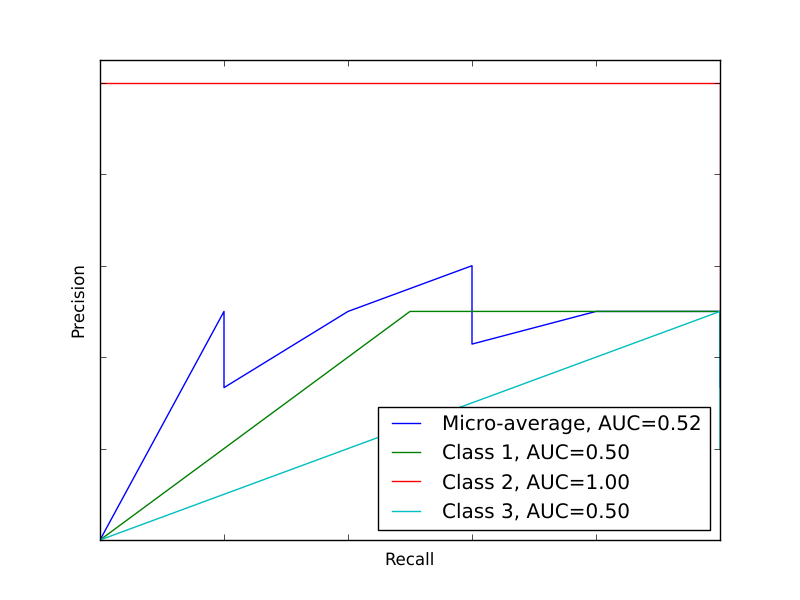 Precision
Micro-average, AUC=0.52
Class 1, AUC=0.50
Class 2, AUC=1.00
Class 3, AUC=0.50
Recall